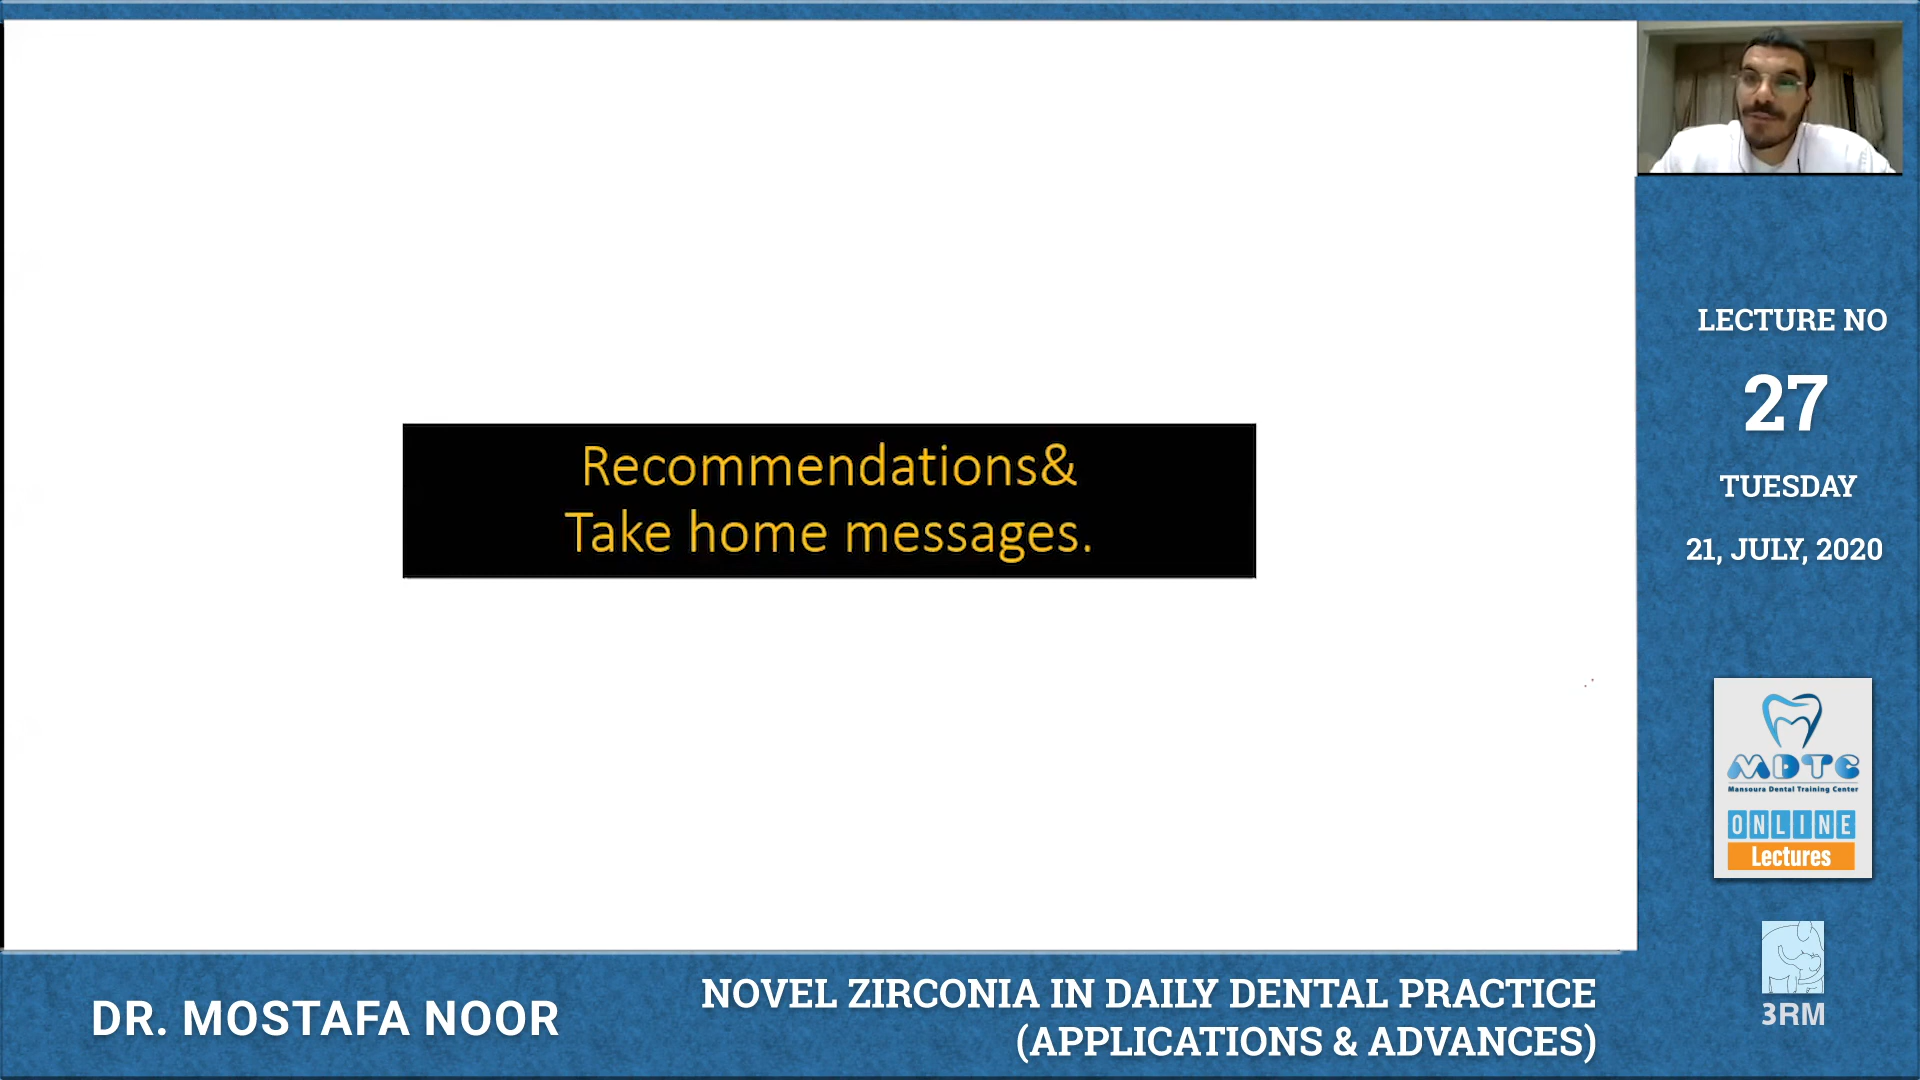 Recommendations&
Take home messages.
LECTURE NO
27
TUESDAY
21, JULY, 2020
MDTC
Mansoura Dental Training Center
ONLINE
Lectures
3RM
DR. MOSTAFA NOOR
NOVEL ZIRCONIA IN DAILY DENTAL PRACTICE
(APPLICATIONS & ADVANCES)